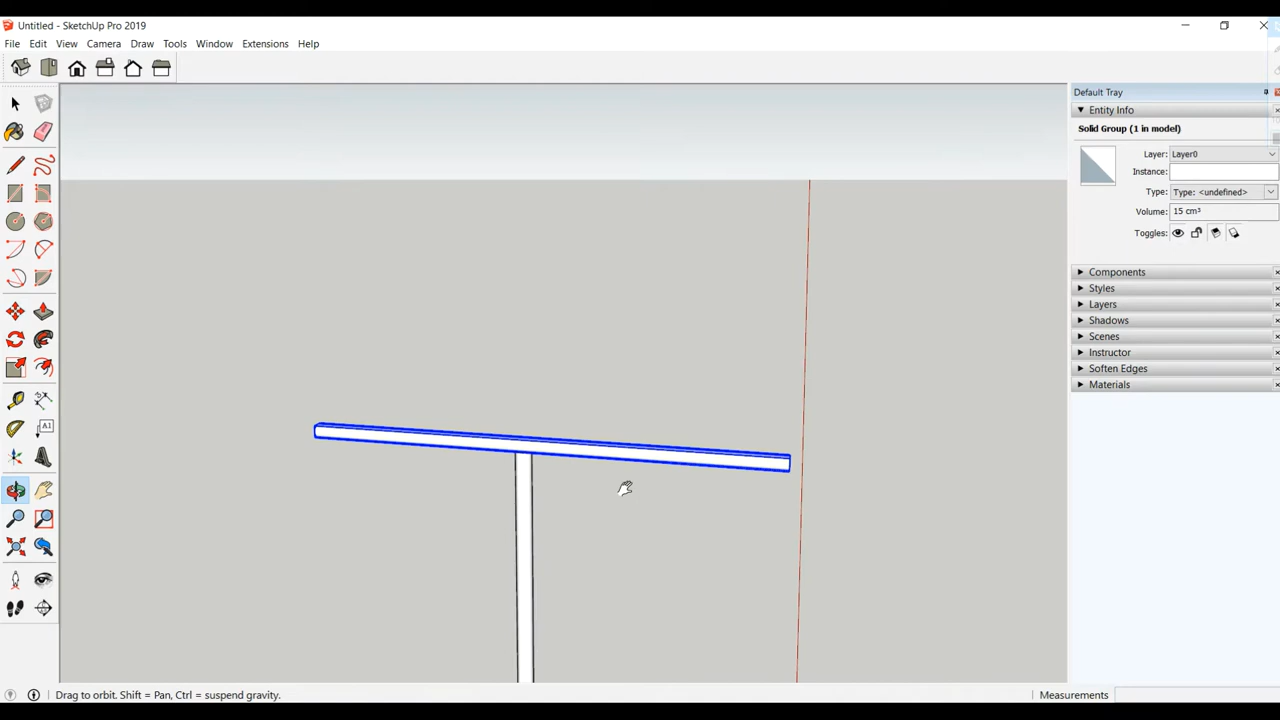 Untitled - SketchUp Pro 2019
File Edit View Camera Draw Tools Window Extensions Help
Default Tray
Entity Info
Solid Group (1 in model)
Layer: Layer0
Instance:
Type: Type: <undefined>
Volume: 15 cm³
Toggles:
Components
Styles
Layers
Shadows
Scenes
Instructor
Soften Edges
Materials
A1
Drag to orbit. Shift = Pan, Ctrl = suspend gravity.
Measurements